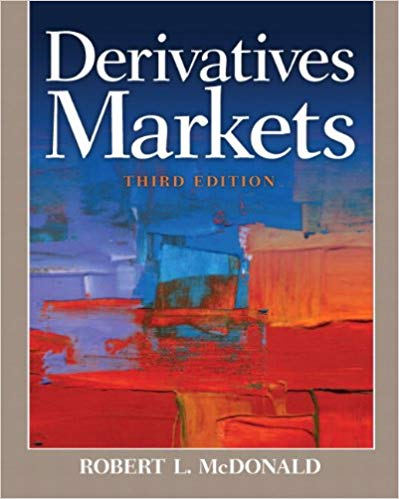 Derivatives
Markets
THIRD EDITION
ROBERT L. McDONALD